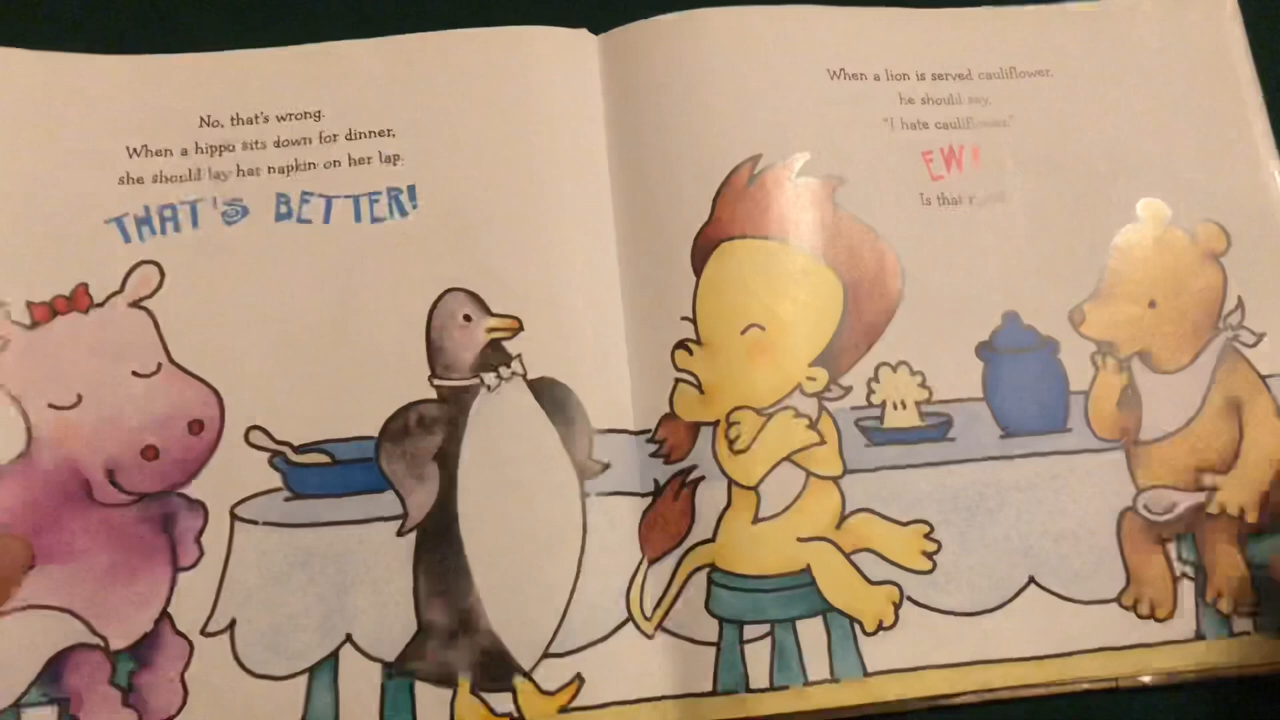 No, that's wrong.
When a hippo sits down for dinner,
she should lay her napkin on her lap.
THAT'S BETTER!
When a lion is served cauliflower,
he should say,
"I hate cauliflower."
EW!
Is that